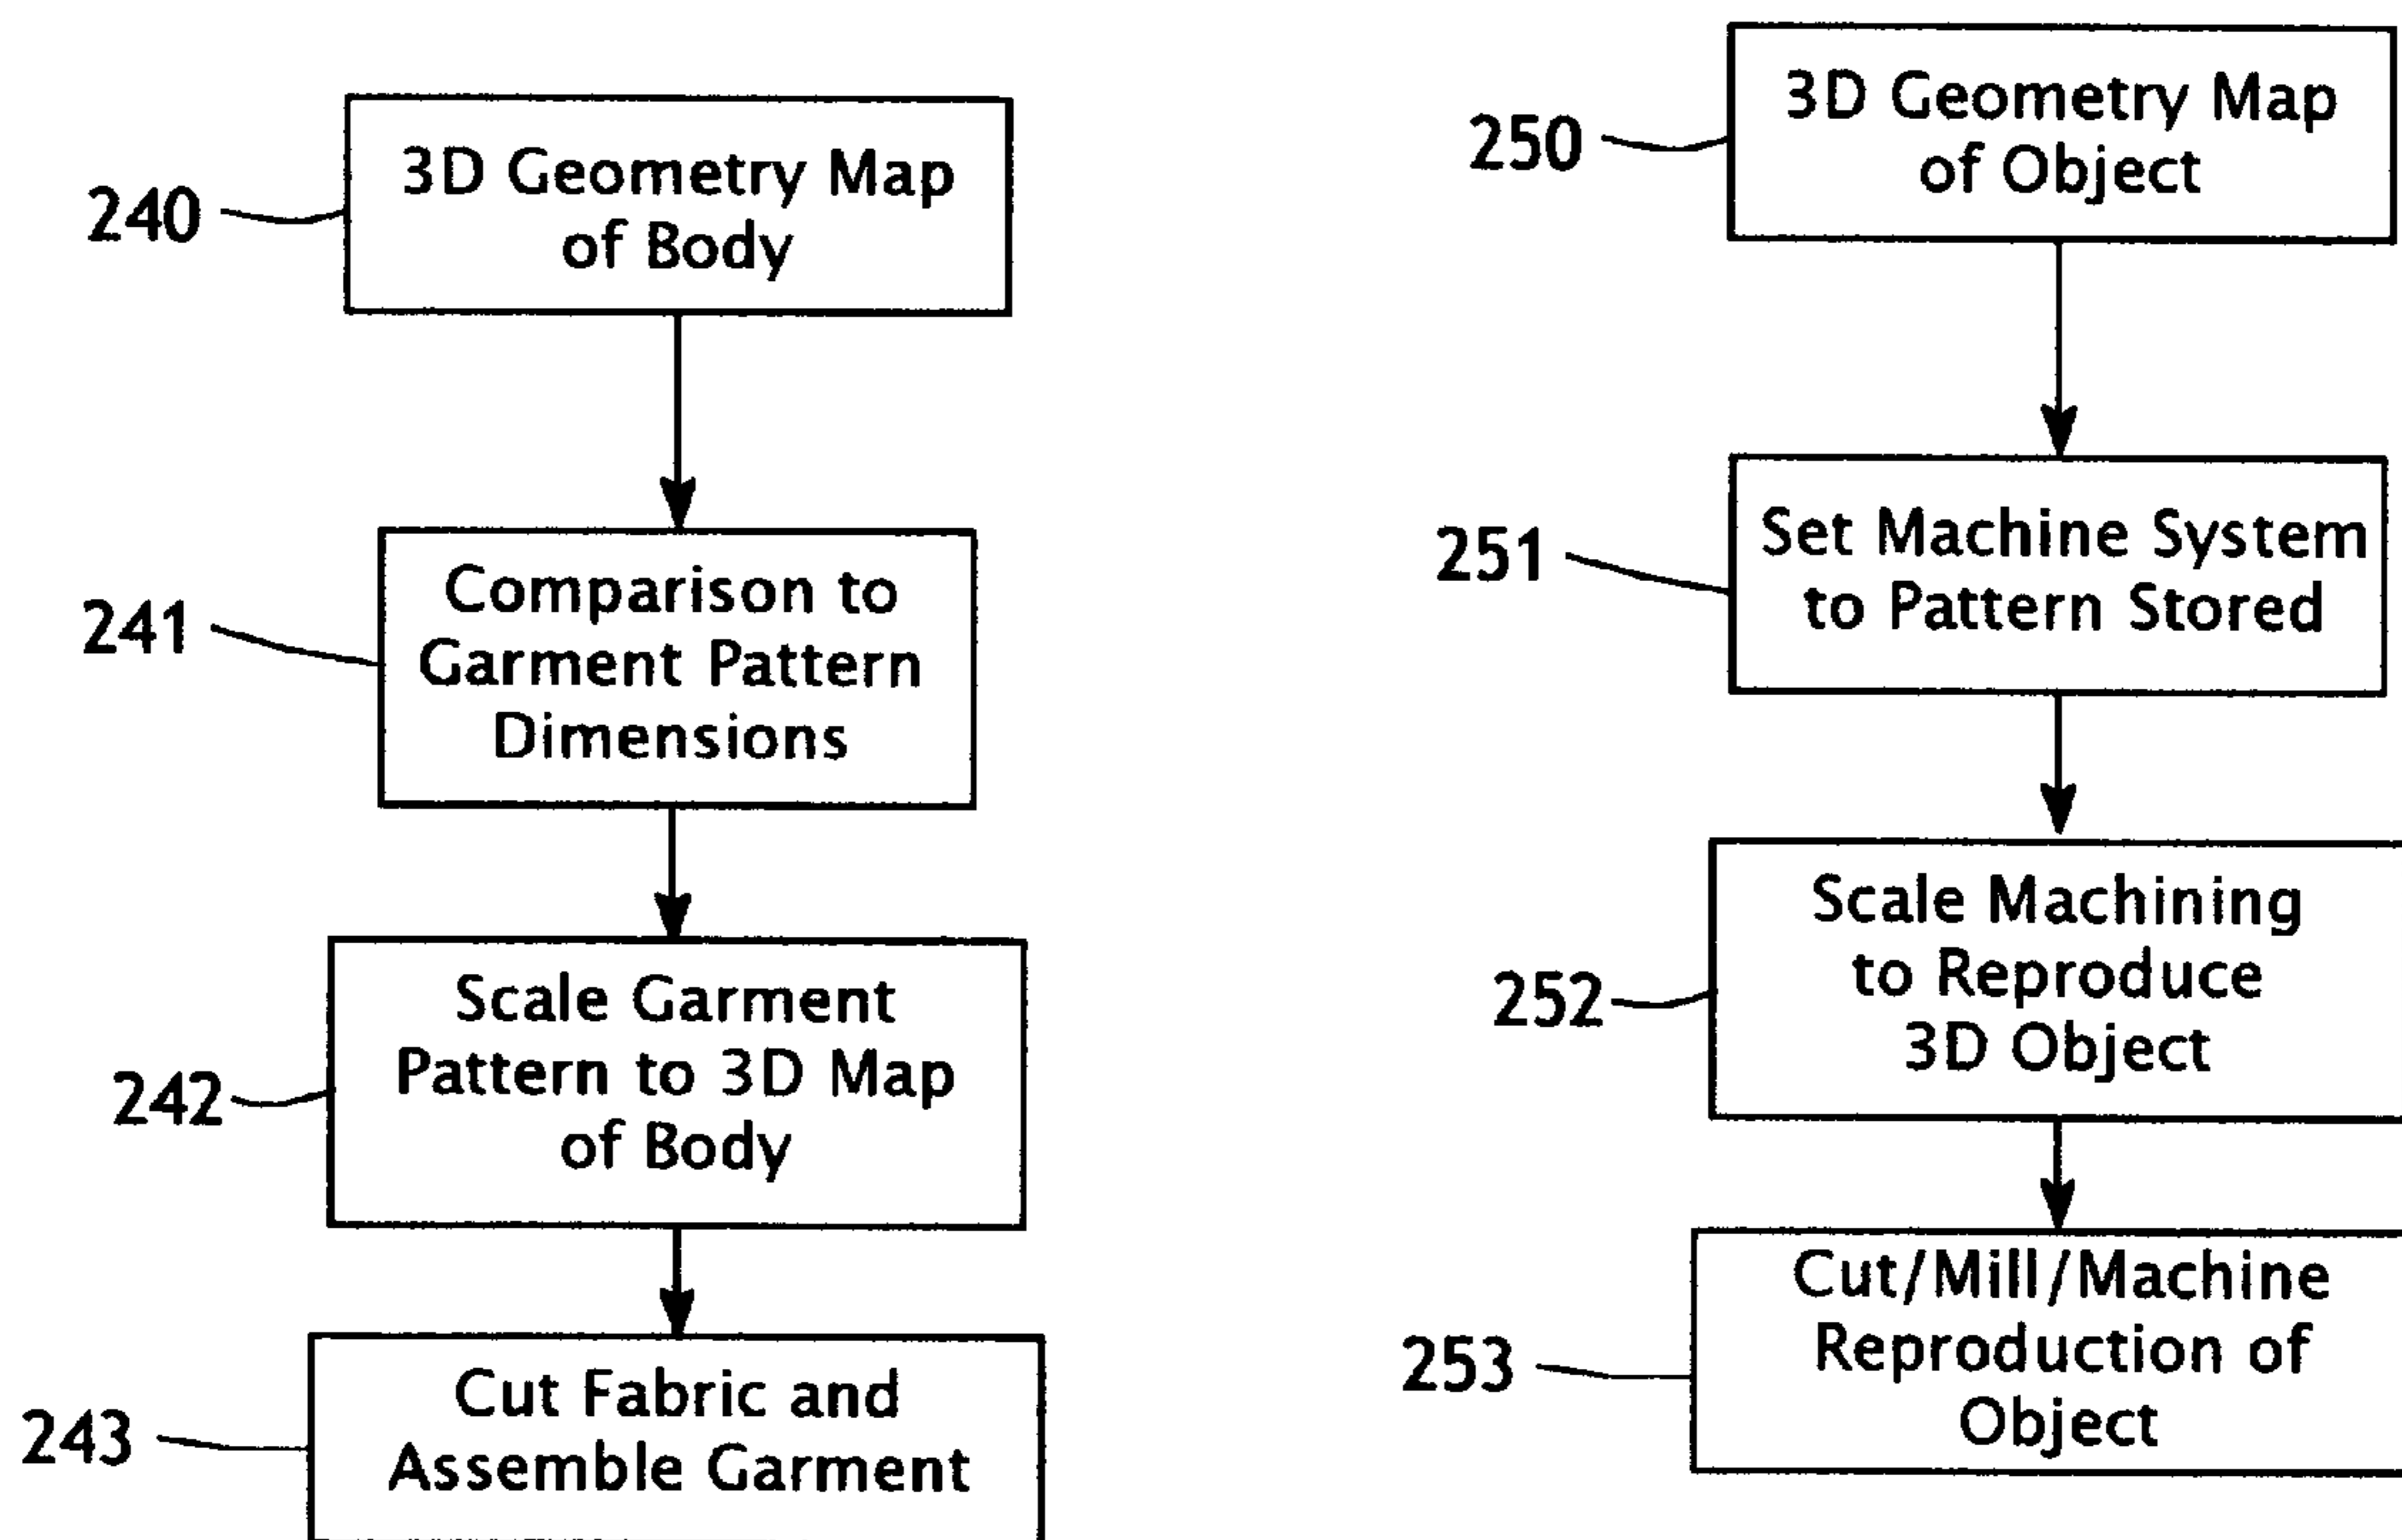 240
3D Geometry Map
of Body
241
Comparison to
Garment Pattern
Dimensions
242
Scale Garment
Pattern to 3D Map
of Body
243
Cut Fabric and
Assemble Garment
250
3D Geometry Map
of Object
251
Set Machine System
to Pattern Stored
252
Scale Machining
to Reproduce
3D Object
253
Cut/Mill/Machine
Reproduction of
Object